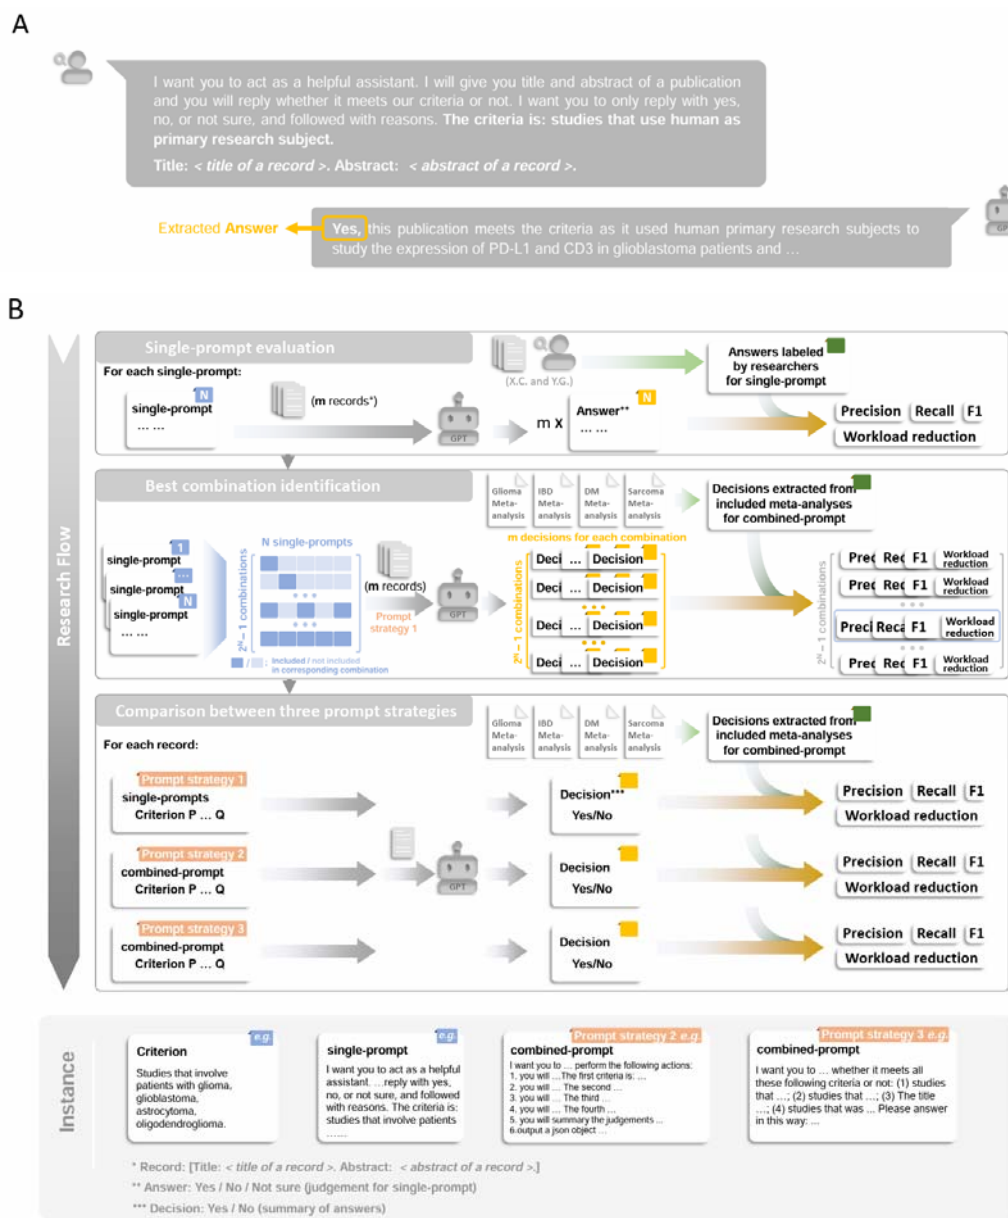 A
I want you to act as a helpful assistant. I will give you title and abstract of a publication
and you will reply whether it meets our criteria or not. I want you to only reply with yes,
no, or not sure, and followed with reasons. The criteria is: studies that use human as
primary research subject.
Title: < title of a record >. Abstract: < abstract of a record >.
Extracted Answer
Yes, this publication meets the criteria as it used human primary research subjects to
study the expression of PD-L1 and CD3 in glioblastoma patients and ...
GPT
B
Research Flow
Single-prompt evaluation
For each single-prompt:
N
single-prompt
... ...
(m records*)
GPT
(X.C. and Y.G.)
m X
N
Answer**
... ...
Answers labeled
by researchers
for single-prompt
Precision Recall F1
Workload reduction
Best combination identification
1
single-prompt
...
single-prompt
N
single-prompt
... ...
N single-prompts
2ᴺ – 1 combinations
/ : Included / not included
in corresponding combination
(m records)
Prompt
strategy 1
GPT
Glioma Meta-analysis
IBD Meta-analysis
DM Meta-analysis
Sarcoma Meta-analysis
Decisions extracted from
included meta-analyses
for combined-prompt
m decisions for each combination
2ᴺ – 1 combinations
Deci ... Decision
Deci ... Decision
Deci ... Decision
Deci ... Decision
2ᴺ – 1 combinations
Prec Rec F1 Workload reduction
Prec Rec F1 Workload reduction
Preci Reca F1 Workload reduction
Prec Rec F1 Workload reduction
Comparison between three prompt strategies
For each record:
Glioma Meta-analysis
IBD Meta-analysis
DM Meta-analysis
Sarcoma Meta-analysis
Decisions extracted from
included meta-analyses
for combined-prompt
Prompt strategy 1
single-prompts
Criterion P ... Q
Decision***
Yes/No
Precision Recall F1
Workload reduction
Prompt strategy 2
combined-prompt
Criterion P ... Q
GPT
Decision
Yes/No
Precision Recall F1
Workload reduction
Prompt strategy 3
combined-prompt
Criterion P ... Q
Decision
Yes/No
Precision Recall F1
Workload reduction
Instance
e.g.
Criterion
Studies that involve
patients with glioma,
glioblastoma,
astrocytoma,
oligodendroglioma.
e.g.
single-prompt
I want you to act as a helpful
assistant. ...reply with yes,
no, or not sure, and followed
with reasons. The criteria is:
studies that involve patients
......
Prompt strategy 2 e.g.
combined-prompt
I want you to ... perform the following actions:
1. you will ...The first criteria is: ...
2. you will ... The second ...
3. you will ... The third ...
4. you will ... The fourth ...
5. you will summary the judgements ...
6.output a json object ...
Prompt strategy 3 e.g.
combined-prompt
I want you to ... whether it meets all
these following criteria or not: (1) studies
that ...; (2) studies that ...; (3) The title
...; (4) studies that was ... Please answer
in this way: ...
* Record: [Title: < title of a record >. Abstract: < abstract of a record >.]
** Answer: Yes / No / Not sure (judgement for single-prompt)
*** Decision: Yes / No (summary of answers)